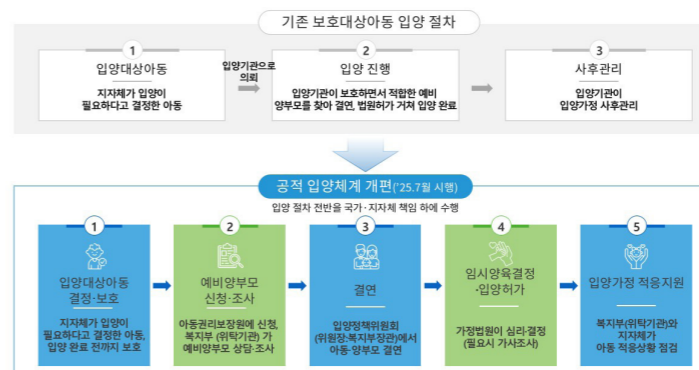 기존 보호대상아동 입양 절차
1
입양대상아동
지자체가 입양이
필요하다고 결정한 아동
입양기관으로
의뢰
2
입양 진행
입양기관이 보호하면서 적합한 예비
양부모를 찾아 결연, 법원허가 거쳐 입양 완료
3
사후관리
입양기관이
입양가정 사후관리
공적 입양체계 개편('25.7월 시행)
입양 절차 전반을 국가·지자체 책임 하에 수행
1
입양대상아동
결정·보호
지자체가 입양이
필요하다고 결정한 아동,
입양 완료 전까지 보호
2
예비양부모
신청·조사
아동권리보장원에 신청,
복지부 (위탁기관) 가
예비양부모 상담·조사
3
결연
입양정책위원회
(위원장:복지부장관)에서
아동·양부모 결연
4
임시양육결정
·입양허가
가정법원이 심리·결정
(필요시 가사조사)
5
입양가정 적응지원
복지부(위탁기관)와
지자체가
아동 적응상황 점검